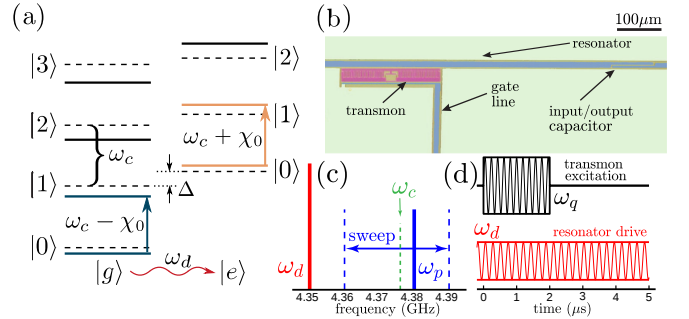 (a)
|3⟩
|2⟩
|1⟩
|0⟩
ω_c
ω_c − χ_0
|2⟩
|1⟩
|0⟩
ω_c + χ_0
Δ
|g⟩
ω_d
|e⟩
(b)
100μm
resonator
transmon
gate
line
input/output
capacitor
(c)
ω_c
sweep
ω_d
ω_p
4.35
4.36
4.37
4.38
4.39
frequency (GHz)
(d)
transmon
excitation
ω_q
ω_d
resonator drive
0
1
2
3
4
5
time (μs)